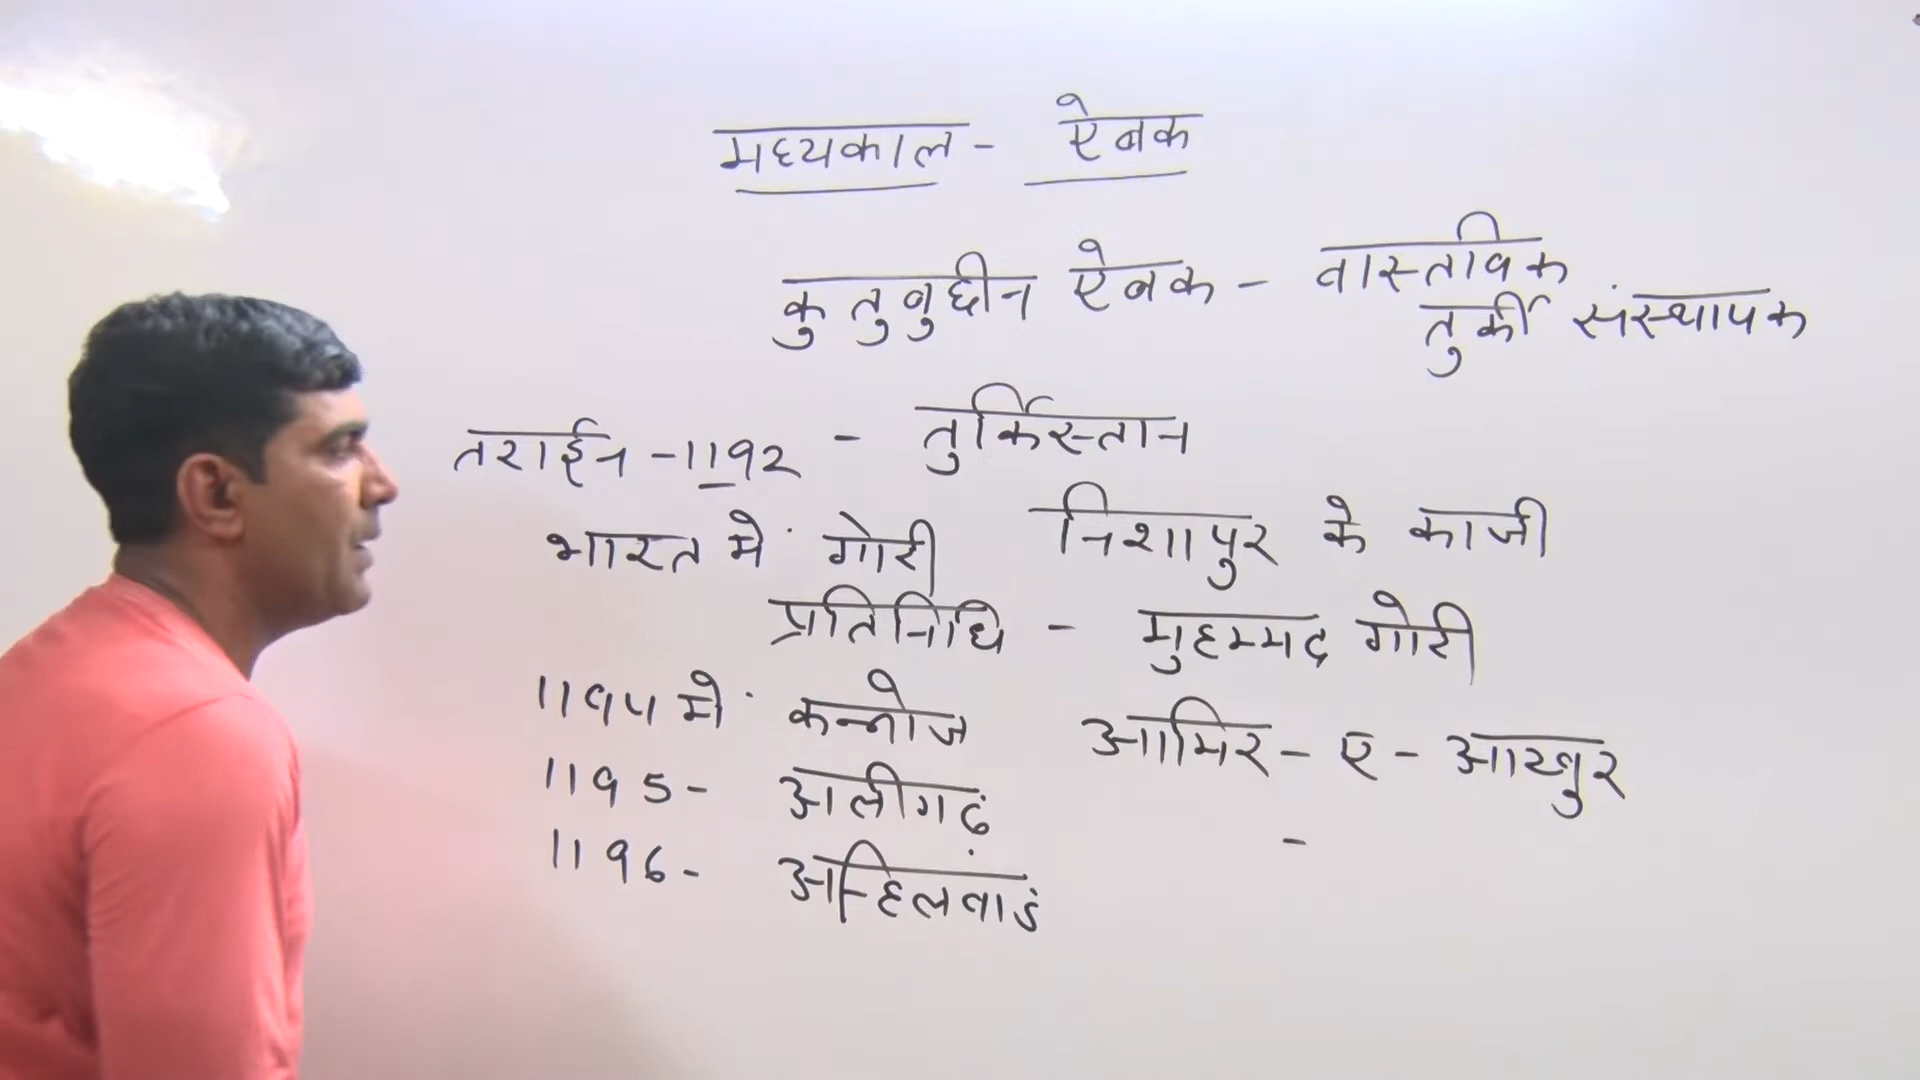 मध्यकाल - ऐबक
कुतुबुद्दीन ऐबक - वास्तविक
तुर्की संस्थापक
तराईन - 1192 - तुर्किस्तान
भारत में गोरी निशापुर के काजी
प्रतिनिधि - मुहम्मद गोरी
1194 में कन्नोज आमिर - ए - आखुर
1195 - अलीगढ़ -
1196 - अन्हिलवाड़